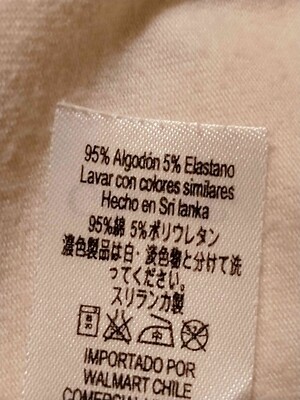 95% Algodón 5% Elastano
Lavar con colores similares
Hecho en Sri lanka
95%綿 5%ポリウレタン
濃色製品は白・淡色物と分けて洗
ってください。
スリランカ製
IMPORTADO POR
WALMART CHILE